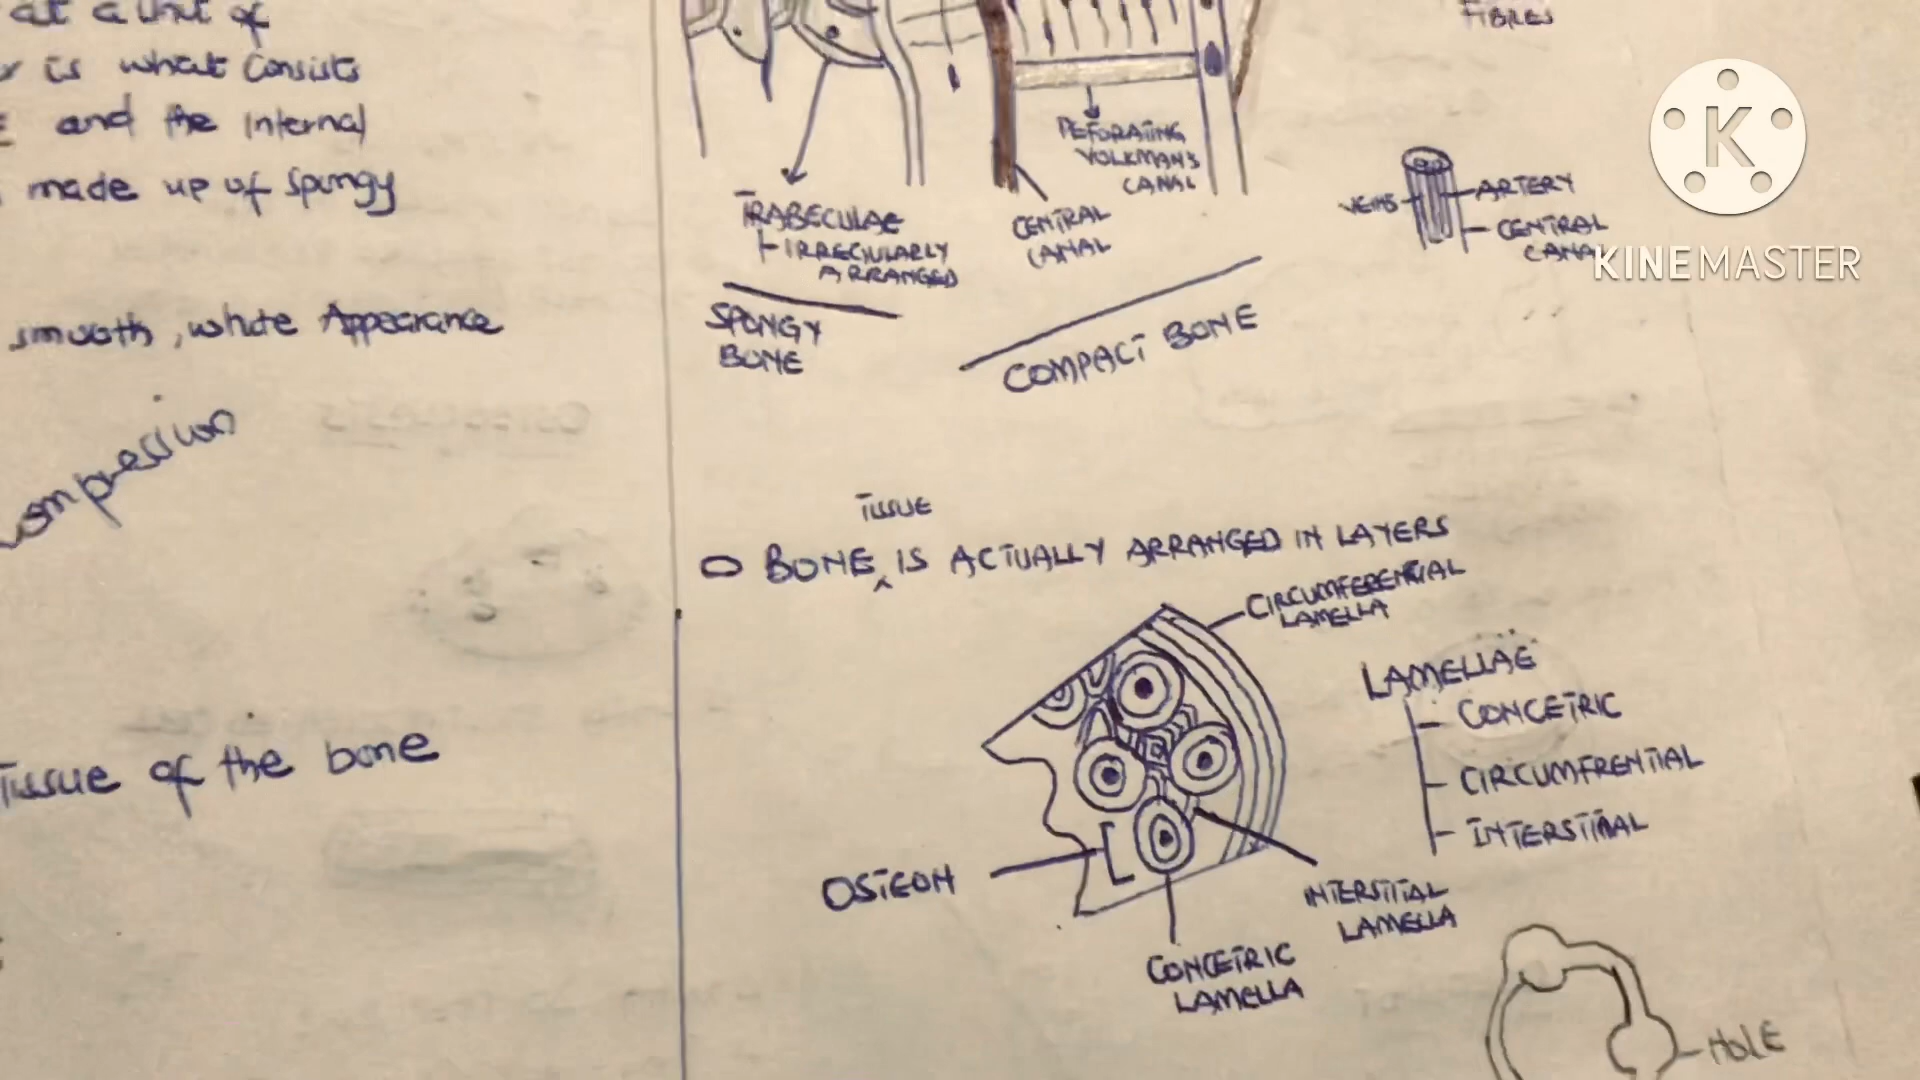 at a unit of
is what consists
and the internal
made up of spongy
smooth, white Appearance
compression
Tissue of the bone
FIBRES
PEFORATING
VOLKMAN'S
CANAL
TRABECULAE
IRREGULARLY
ARRANGED
CENTRAL
CANAL
SPONGY
BONE
COMPACT BONE
VEINS
ARTERY
CENTRAL
CANAL
K
KINEMASTER
TISSUE
BONE IS ACTUALLY ARRANGED IN LAYERS
CIRCUMFERENTIAL
LAMELLA
LAMELLAE
CONCETRIC
CIRCUMFRENTIAL
INTERSTITIAL
OSTEON
INTERSTITIAL
LAMELLA
CONCETRIC
LAMELLA
HOLE